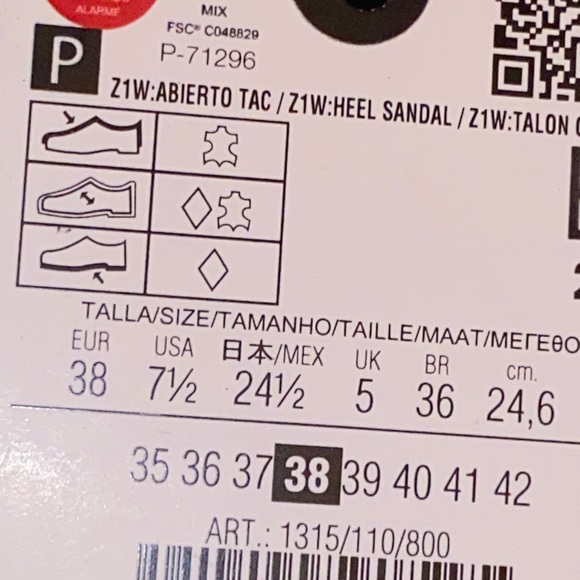 ALARME
MIX
FSC® C048829
P-71296
P
Z1W:ABIERTO TAC / Z1W:HEEL SANDAL / Z1W:TALON
TALLA/SIZE/TAMANHO/TAILLE/MAAT/ΜΕΓΕΘΟ
EUR USA 日本/MEX UK BR cm.
38 7½ 24½ 5 36 24,6
35 36 37 38 39 40 41 42
ART.: 1315/110/800